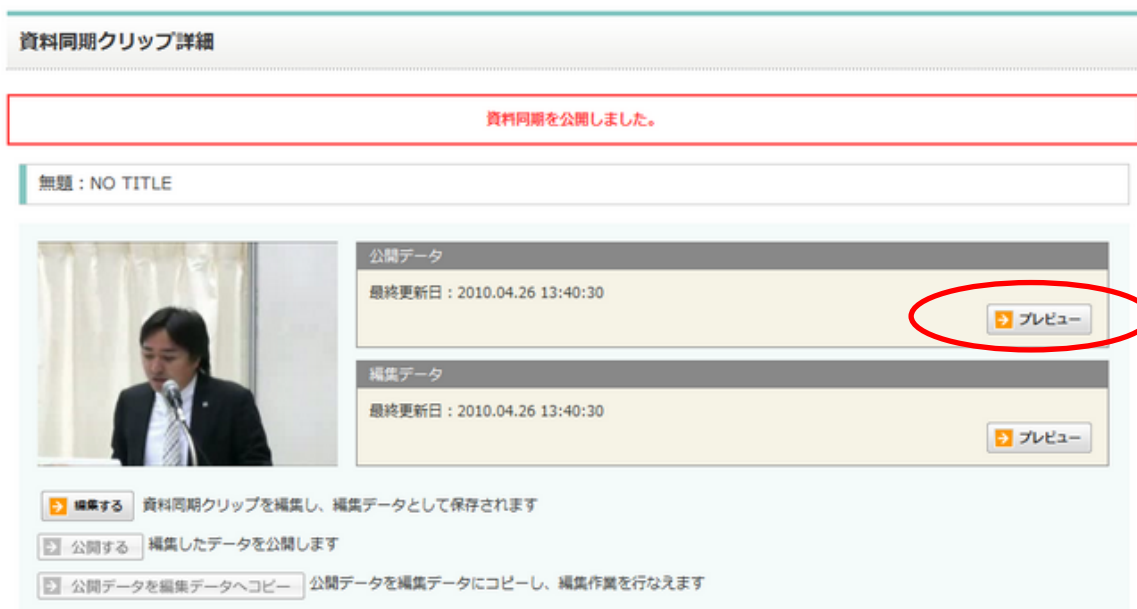 資料同期クリップ詳細
資料同期を公開しました。
無題：NO TITLE
公開データ
最終更新日：2010.04.26 13:40:30
プレビュー
編集データ
最終更新日：2010.04.26 13:40:30
プレビュー
編集する 資料同期クリップを編集し、編集データとして保存されます
公開する 編集したデータを公開します
公開データを編集データへコピー 公開データを編集データにコピーし、編集作業を行なえます